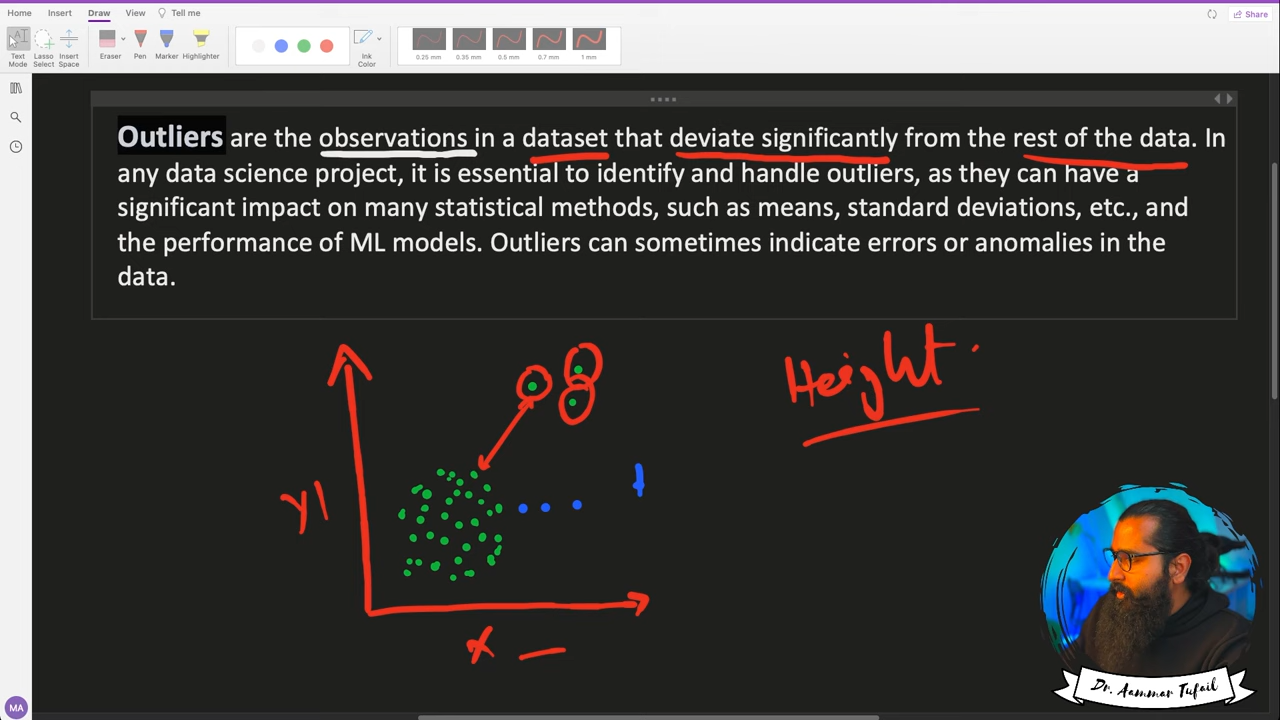 Home Insert Draw View Tell me
Share
Text Mode
Lasso Select
Insert Space
Eraser
Pen
Marker
Highlighter
Ink Color
0.25 mm
0.35 mm
0.5 mm
0.7 mm
1 mm
Outliers are the observations in a dataset that deviate significantly from the rest of the data. In
any data science project, it is essential to identify and handle outliers, as they can have a
significant impact on many statistical methods, such as means, standard deviations, etc., and
the performance of ML models. Outliers can sometimes indicate errors or anomalies in the
data.
Height
y1
x
MA
Dr. Aammar Tufail